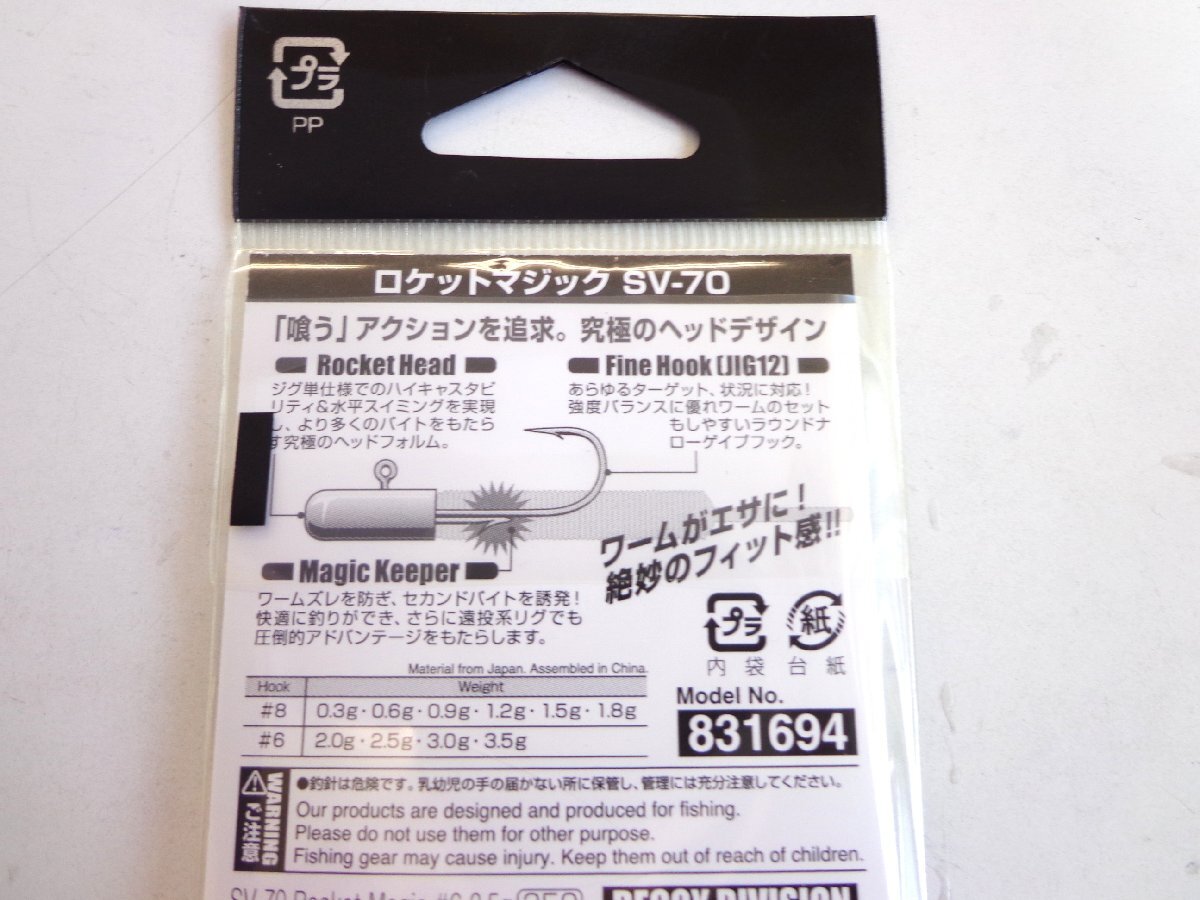 プラ
PP
ロケットマジック SV-70
「喰う」アクションを追求。究極のヘッドデザイン
Rocket Head
ジグ単仕様でのハイキャスタビ
リティ&水平スイミングを実現
し、より多くのバイトをもたら
す究極のヘッドフォルム。
Fine Hook(JIG12)
あらゆるターゲット、状況に対応!
強度バランスに優れワームのセット
もしやすいラウンドナ
ローゲイプフック。
ワームがエサに!
絶妙のフィット感!!
Magic Keeper
ワームズレを防ぎ、セカンドバイトを誘発!
快適に釣りができ、さらに遠投系リグでも
圧倒的アドバンテージをもたらします。
プラ 紙
内袋 台紙
Material from Japan. Assembled in China.
Hook Weight
#8 0.3g・0.6g・0.9g・1.2g・1.5g・1.8g
#6 2.0g・2.5g・3.0g・3.5g
Model No.
831694
WARNING
ご注意
●釣針は危険です。乳幼児の手の届かない所に保管し、管理には充分注意してください。
Our products are designed and produced for fishing.
Please do not use them for other purpose.
Fishing gear may cause injury. Keep them out of reach of children.
SV-70 Rocket Magic #6-2.5g
DECOY DIVISION